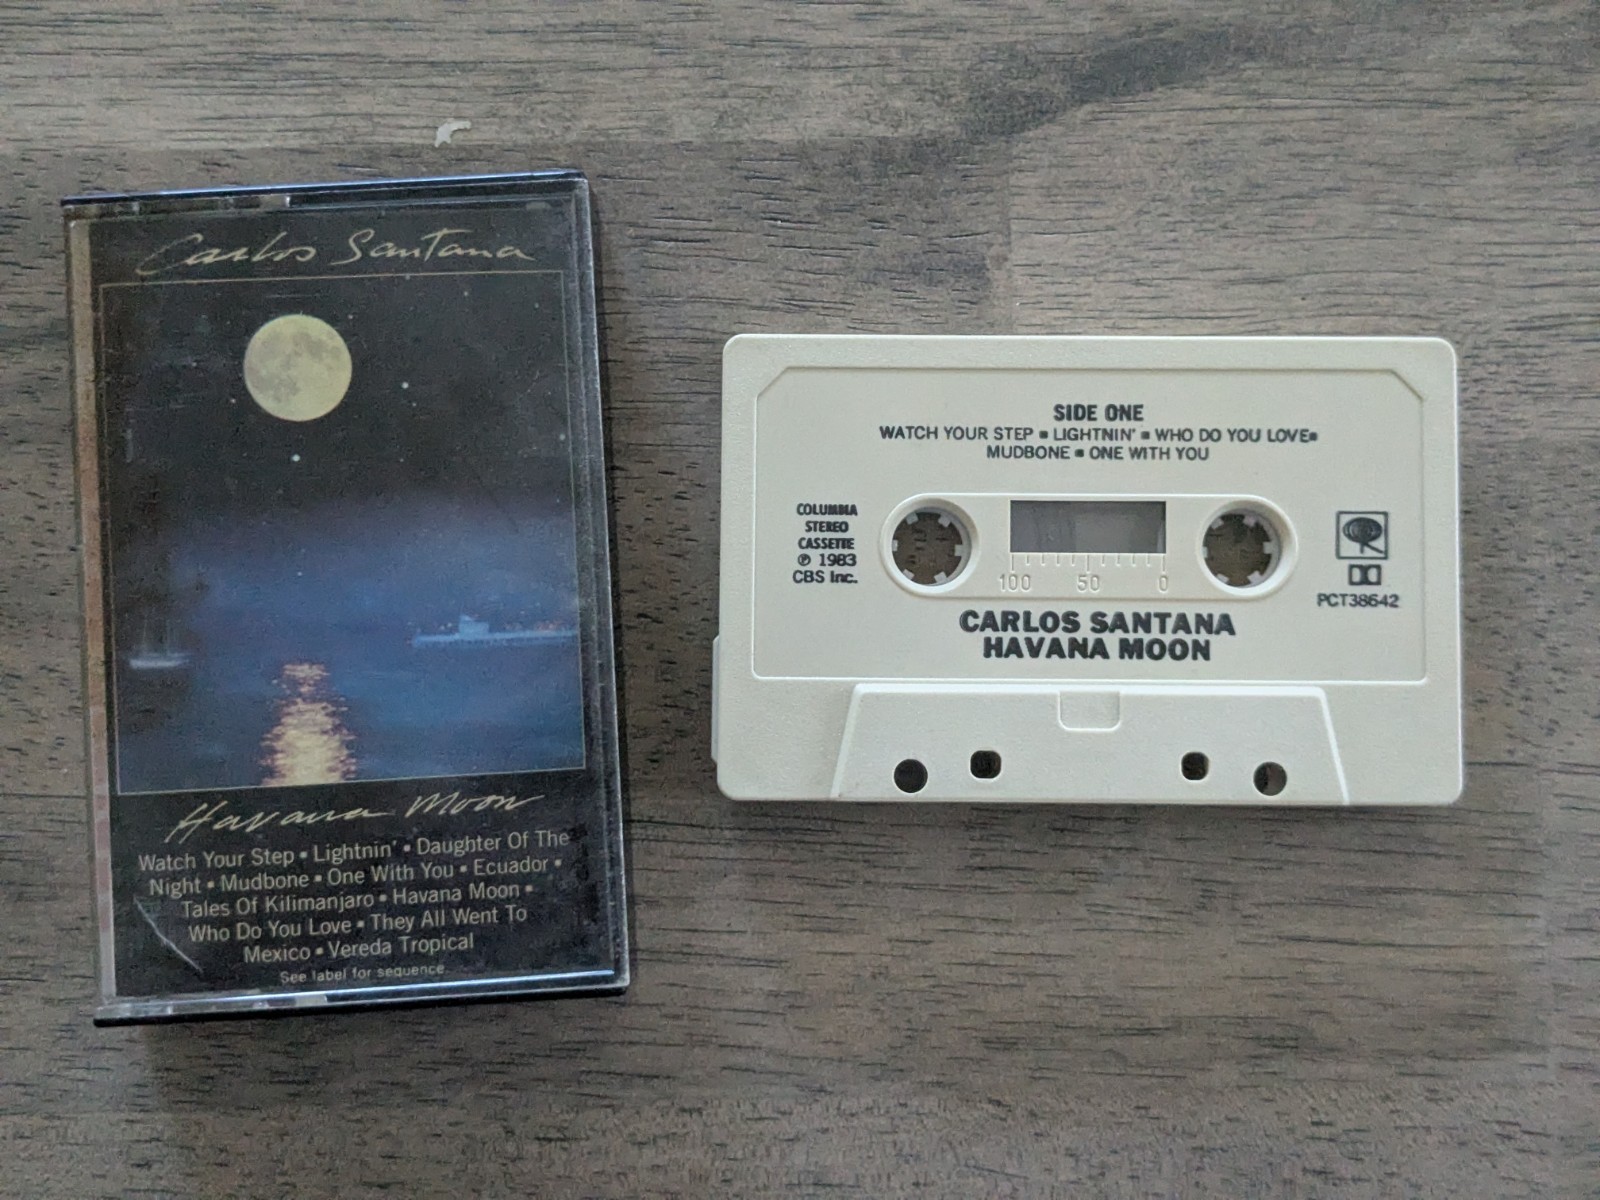 Carlos Santana
Havana Moon
Watch Your Step ▪ Lightnin' ▪ Daughter Of The
Night ▪ Mudbone ▪ One With You ▪ Ecuador ▪
Tales Of Kilimanjaro ▪ Havana Moon ▪
Who Do You Love ▪ They All Went To
Mexico ▪ Vereda Tropical
See label for sequence
SIDE ONE
WATCH YOUR STEP ▪ LIGHTNIN' ▪ WHO DO YOU LOVE▪
MUDBONE ▪ ONE WITH YOU
COLUMBIA
STEREO
CASSETTE
℗ 1983
CBS Inc.
100 50 0
PCT38642
CARLOS SANTANA
HAVANA MOON